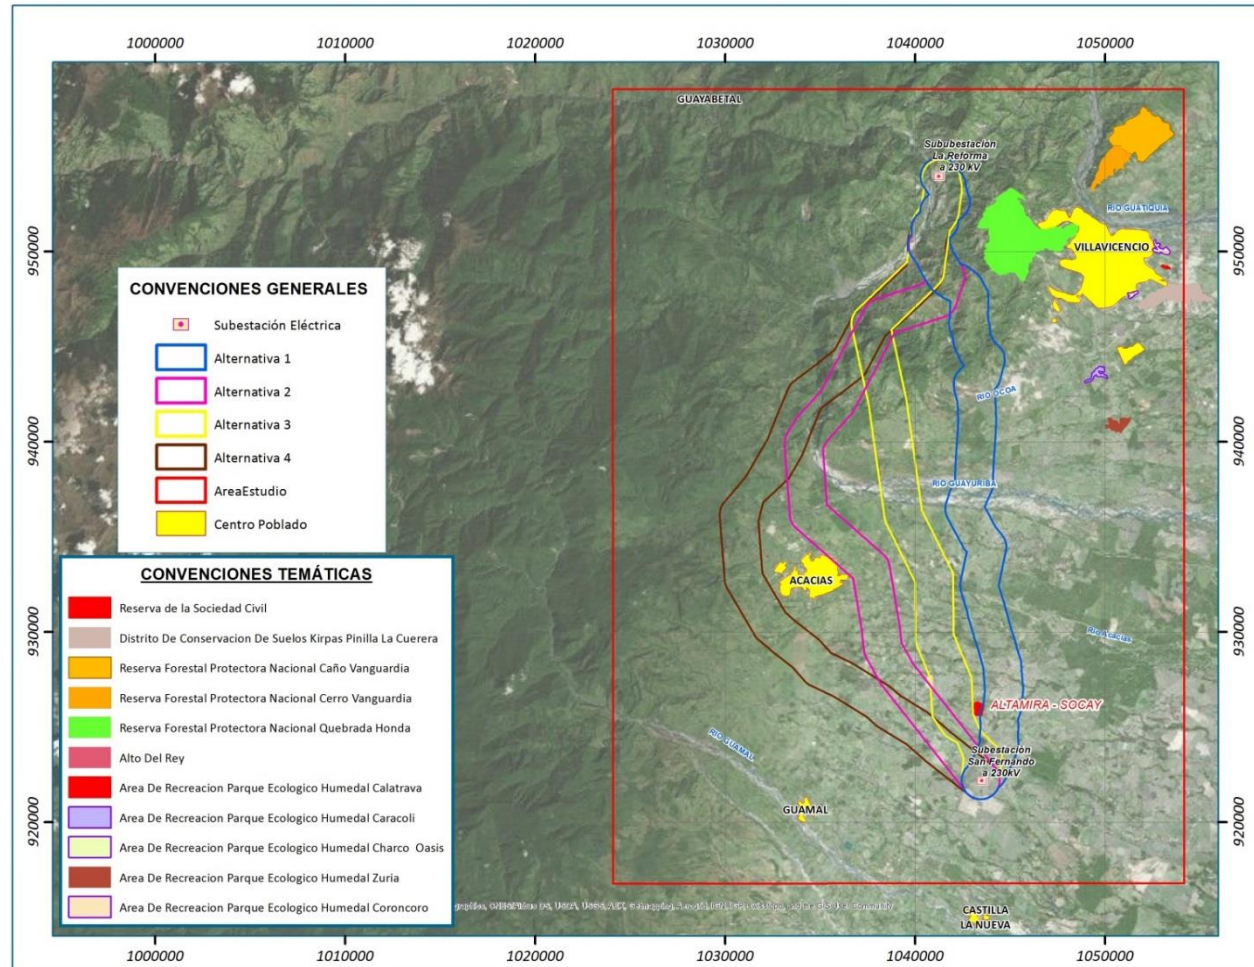 1000000 1010000 1020000 1030000 1040000 1050000
GUAYABETAL
Sububestación
La Reforma
a 230 kV
RIO GUATIQUIA
VILLAVICENCIO
950000 950000
CONVENCIONES GENERALES
Subestación Eléctrica
Alternativa 1
Alternativa 2
Alternativa 3
Alternativa 4
AreaEstudio
Centro Poblado
RIO OCOA
940000 940000
RIO GUAYURIBA
ACACIAS
930000 930000
Rio Acacias
CONVENCIONES TEMÁTICAS
Reserva de la Sociedad Civil
Distrito De Conservacion De Suelos Kirpas Pinilla La Cuerera
Reserva Forestal Protectora Nacional Caño Vanguardia
Reserva Forestal Protectora Nacional Cerro Vanguardia
Reserva Forestal Protectora Nacional Quebrada Honda
Alto Del Rey
Area De Recreacion Parque Ecologico Humedal Calatrava
Area De Recreacion Parque Ecologico Humedal Caracoli
Area De Recreacion Parque Ecologico Humedal Charco Oasis
Area De Recreacion Parque Ecologico Humedal Zuria
Area De Recreacion Parque Ecologico Humedal Coroncoro
ALTAMIRA - SOCAY
RIO GUAMAL
Subestación
San Fernando
a 230kV
GUAMAL
920000 920000
CASTILLA
LA NUEVA
1000000 1010000 1020000 1030000 1040000 1050000